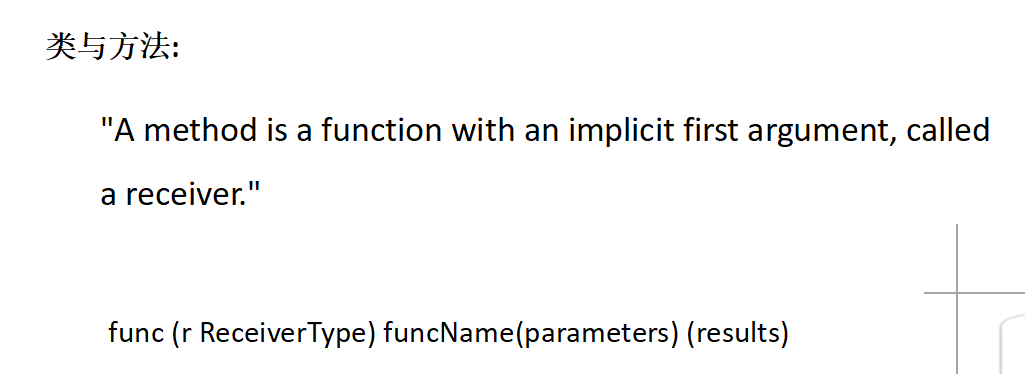 类与方法:
"A method is a function with an implicit first argument, called
a receiver."
func (r ReceiverType) funcName(parameters) (results)